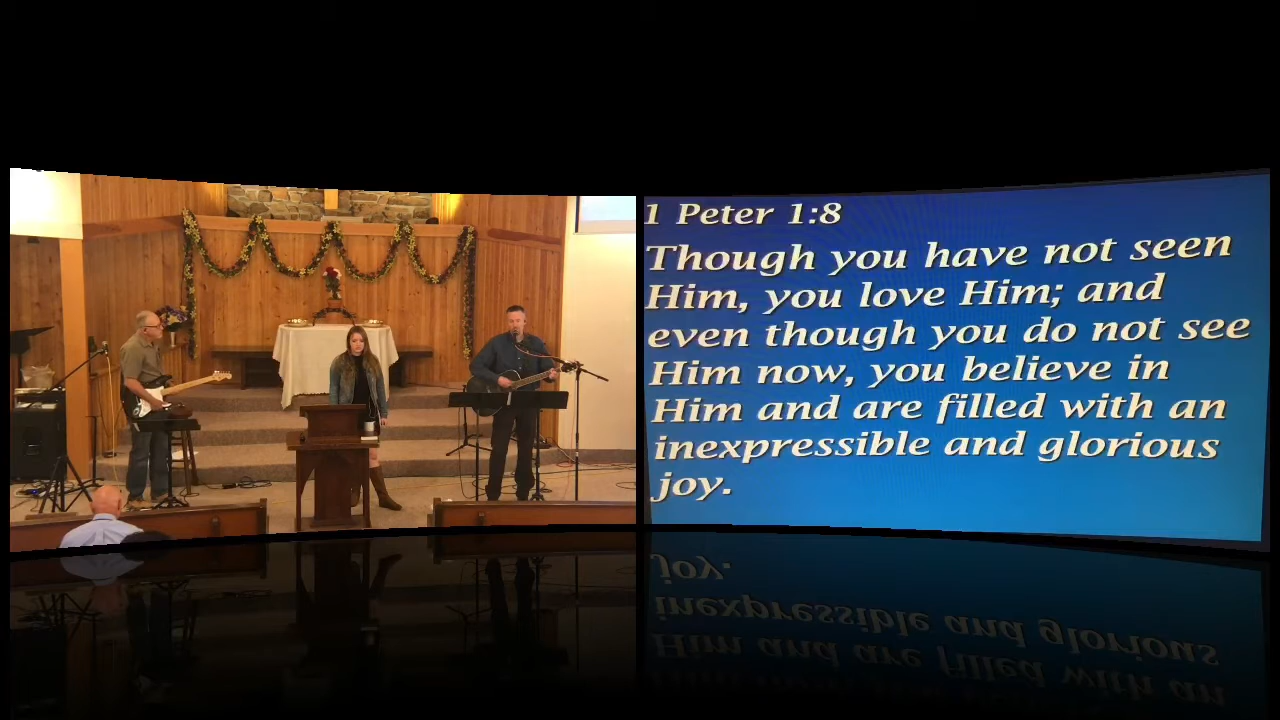 1 Peter 1:8
Though you have not seen
Him, you love Him; and
even though you do not see
Him now, you believe in
Him and are filled with an
inexpressible and glorious
joy.